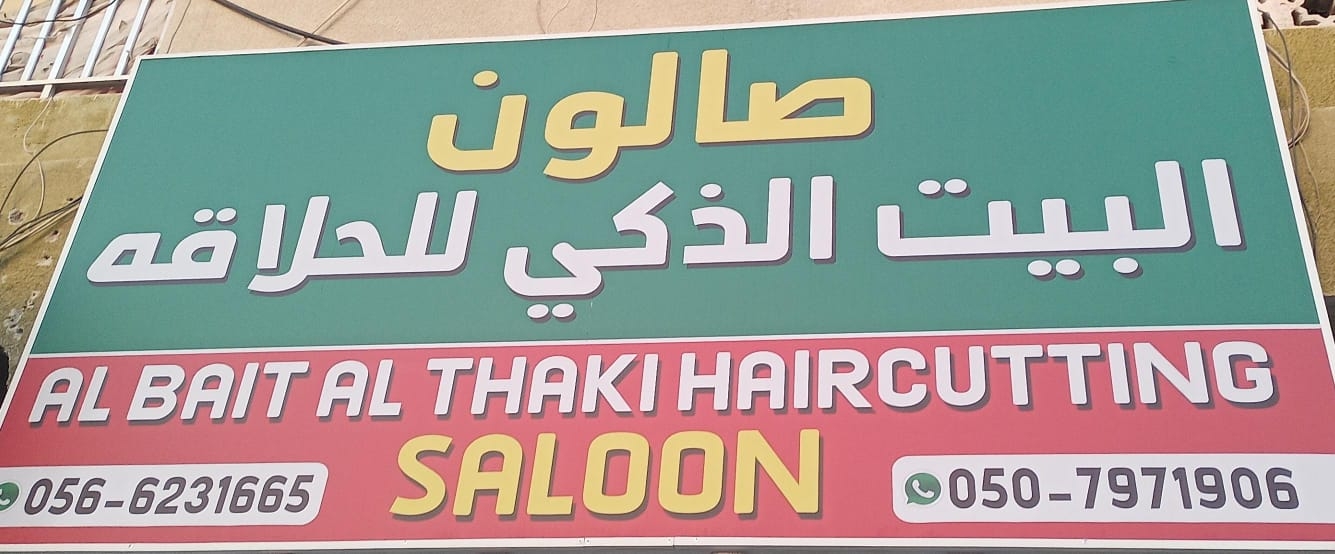 صالون
البيت الذكي للحلاقه
AL BAIT AL THAKI HAIRCUTTING
SALOON
056-6231665
050-7971906